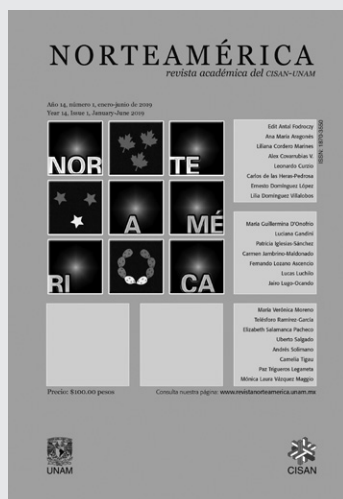 NORTEAMÉRICA
revista académica del CISAN-UNAM
Año 14, número 1, enero-junio de 2019
Year 14, Issue 1, January-June 2019
NOR TE
A MÉ
RI CA
Edit Antal Fodroczy
Ana María Aragonés
Liliana Cordero Marines
Alex Covarrubias V.
Leonardo Curzio
Carlos de las Heras-Pedrosa
Ernesto Domínguez López
Lilia Domínguez Villalobos
ISSN: 1870-3550
María Guillermina D'Onofrio
Luciana Gandini
Patricia Iglesias-Sánchez
Carmen Jambrino-Maldonado
Fernando Lozano Ascencio
Lucas Luchilo
Jairo Lugo-Ocando
María Verónica Moreno
Telésforo Ramírez-García
Elizabeth Salamanca Pacheco
Uberto Salgado
Andrés Solimano
Camelia Tigau
Paz Trigueros Legarreta
Mónica Laura Vázquez Maggio
Precio: $100.00 pesos
Consulta nuestra página: www.revistanorteamerica.unam.mx
UNAM
CISAN